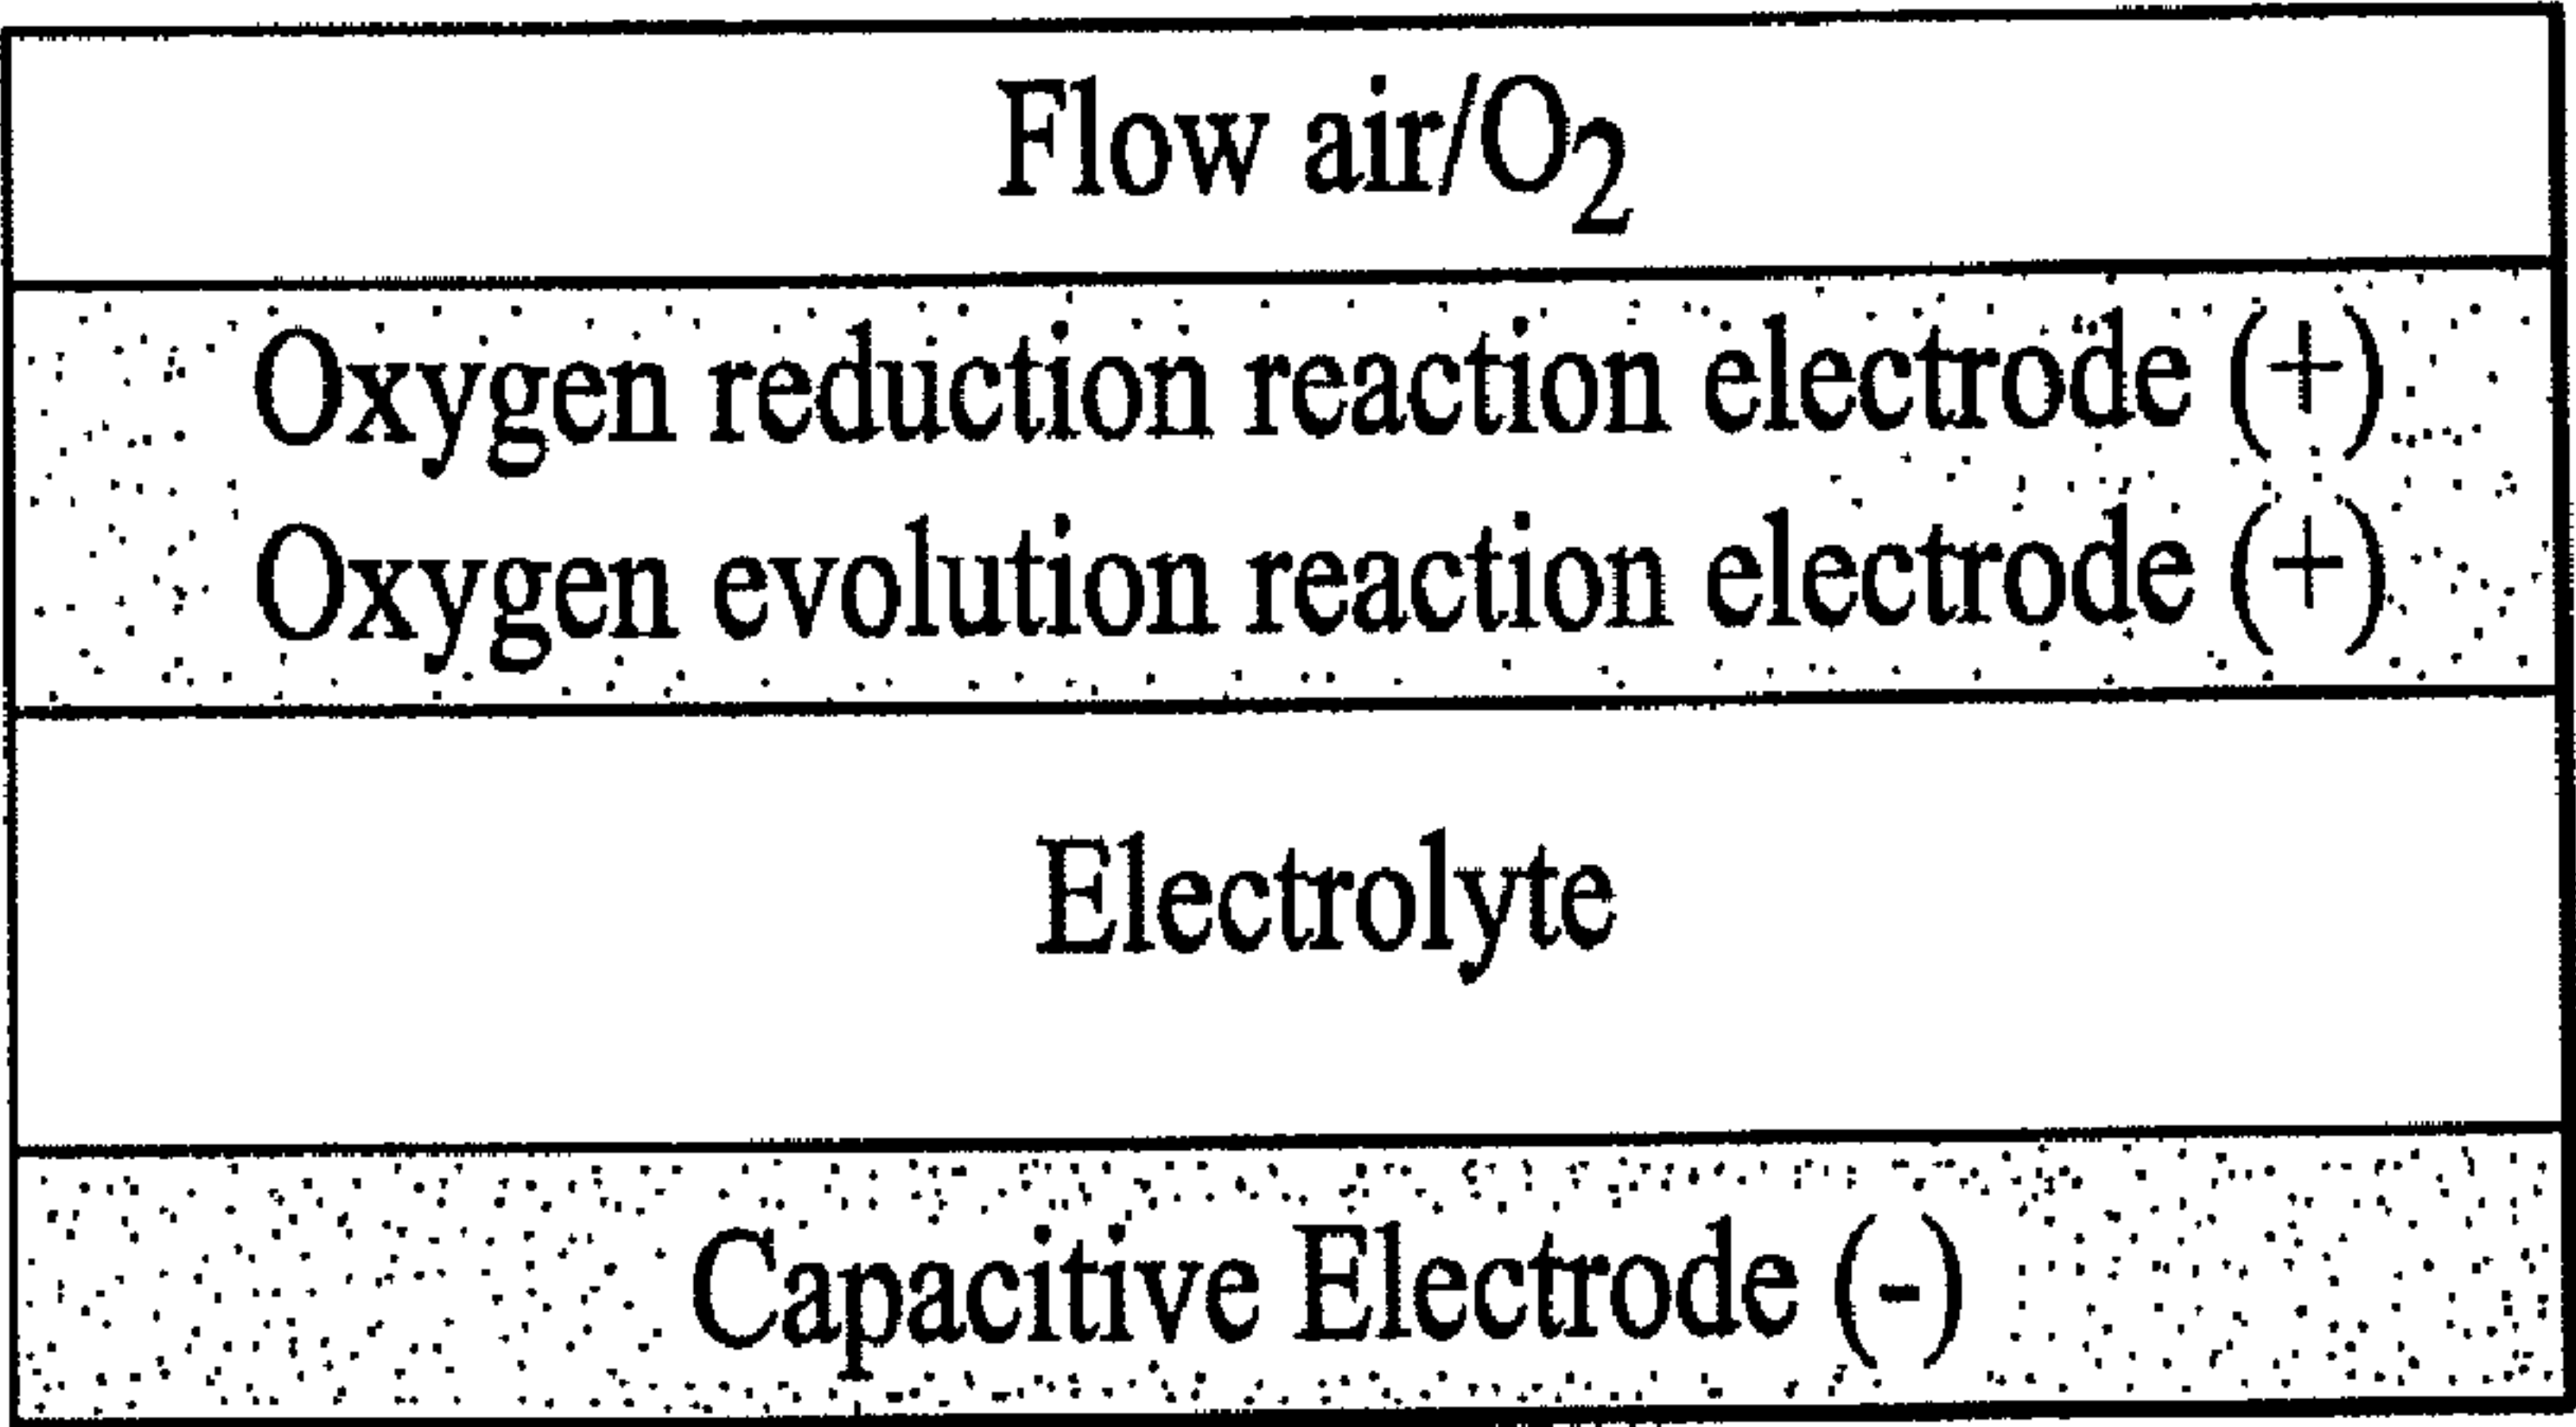 Flow air/O2
Oxygen reduction reaction electrode (+)
Oxygen evolution reaction electrode (+)
Electrolyte
Capacitive Electrode (-)